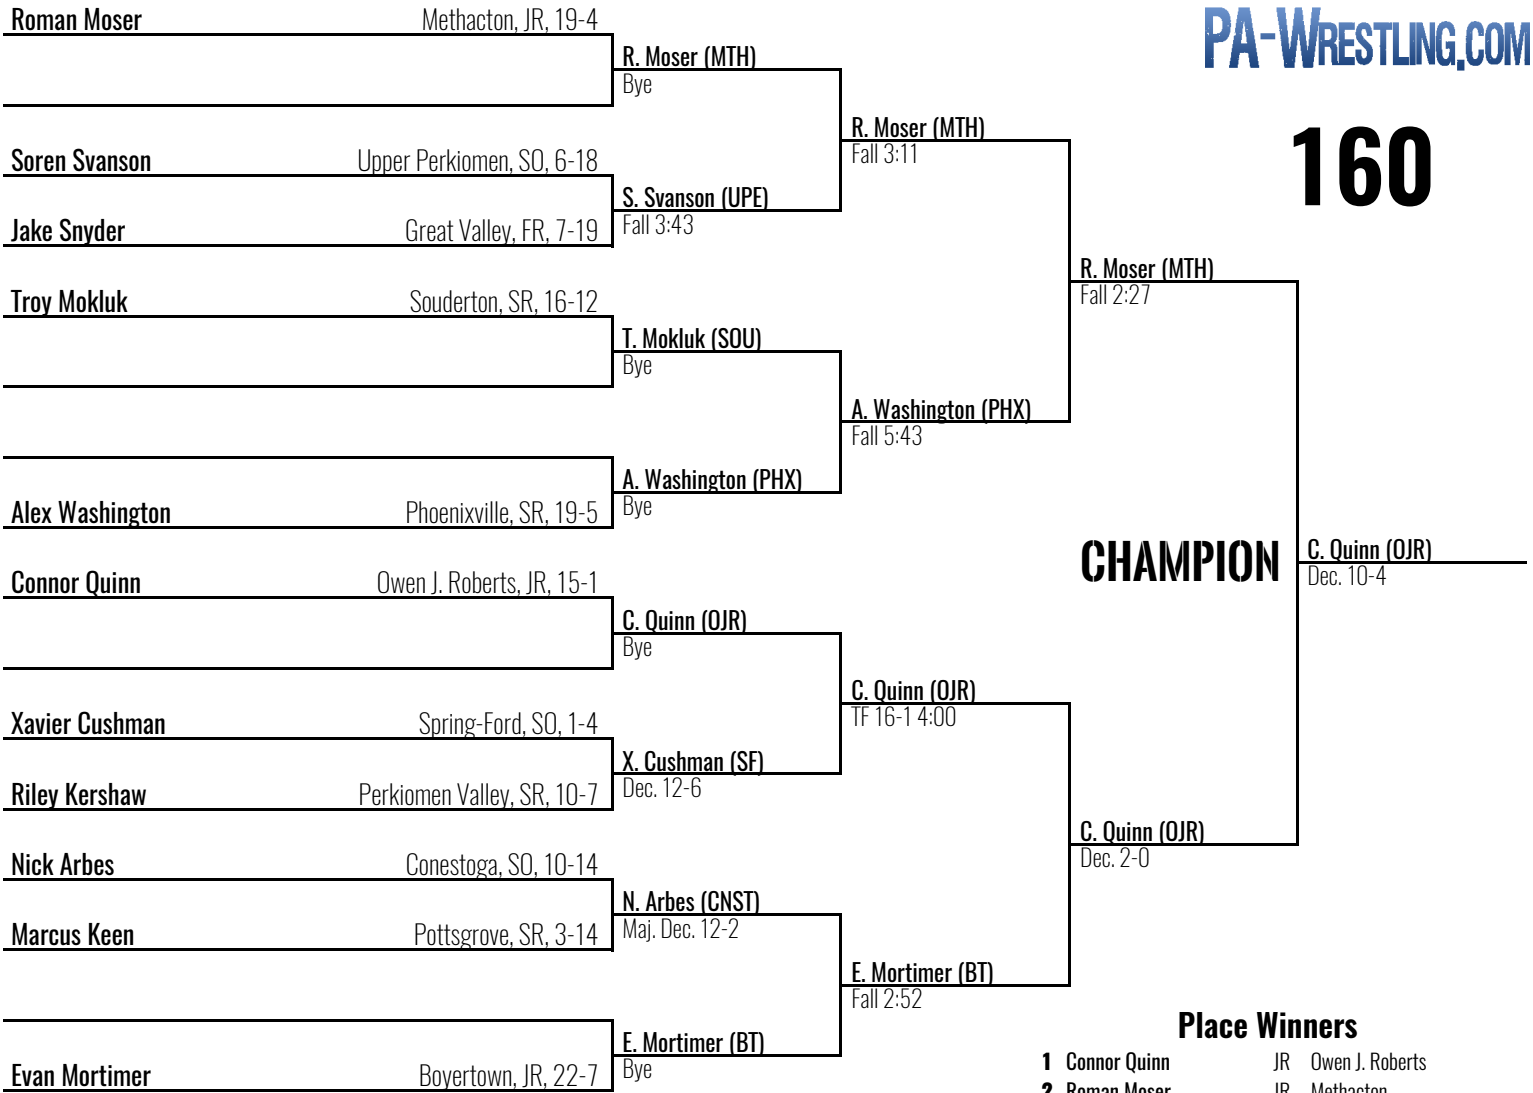 Roman Moser Methacton, JR, 19-4
PA-WRESTLING.COM
R. Moser (MTH)
Bye
R. Moser (MTH)
Fall 3:11
160
Soren Svanson Upper Perkiomen, SO, 6-18
S. Svanson (UPE)
Fall 3:43
Jake Snyder Great Valley, FR, 7-19
R. Moser (MTH)
Fall 2:27
Troy Mokluk Souderton, SR, 16-12
T. Mokluk (SOU)
Bye
A. Washington (PHX)
Fall 5:43
A. Washington (PHX)
Bye
Alex Washington Phoenixville, SR, 19-5
CHAMPION
C. Quinn (OJR)
Dec. 10-4
Connor Quinn Owen J. Roberts, JR, 15-1
C. Quinn (OJR)
Bye
C. Quinn (OJR)
TF 16-1 4:00
Xavier Cushman Spring-Ford, SO, 1-4
X. Cushman (SF)
Dec. 12-6
Riley Kershaw Perkiomen Valley, SR, 10-7
C. Quinn (OJR)
Dec. 2-0
Nick Arbes Conestoga, SO, 10-14
N. Arbes (CNST)
Maj. Dec. 12-2
Marcus Keen Pottsgrove, SR, 3-14
E. Mortimer (BT)
Fall 2:52
E. Mortimer (BT)
Bye
Evan Mortimer Boyertown, JR, 22-7
Place Winners
1 Connor Quinn JR Owen J. Roberts
2 Roman Moser JR Methacton